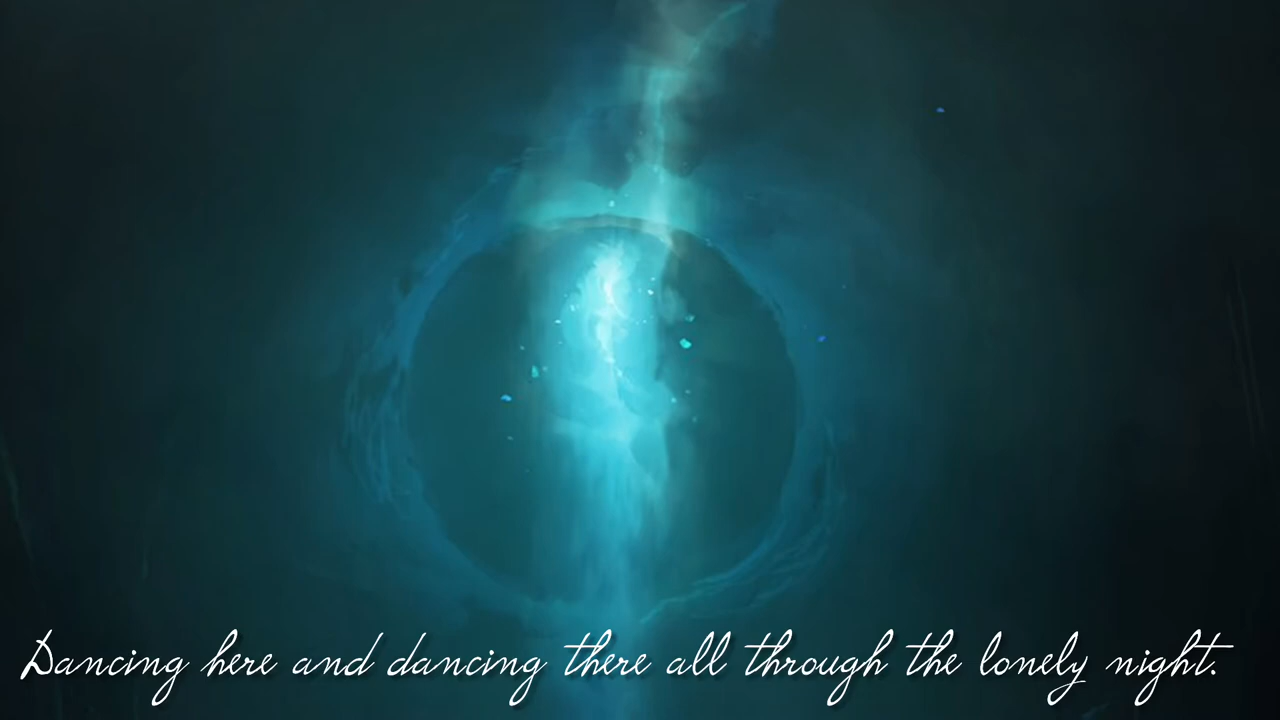 Dancing here and dancing there all through the lonely night.